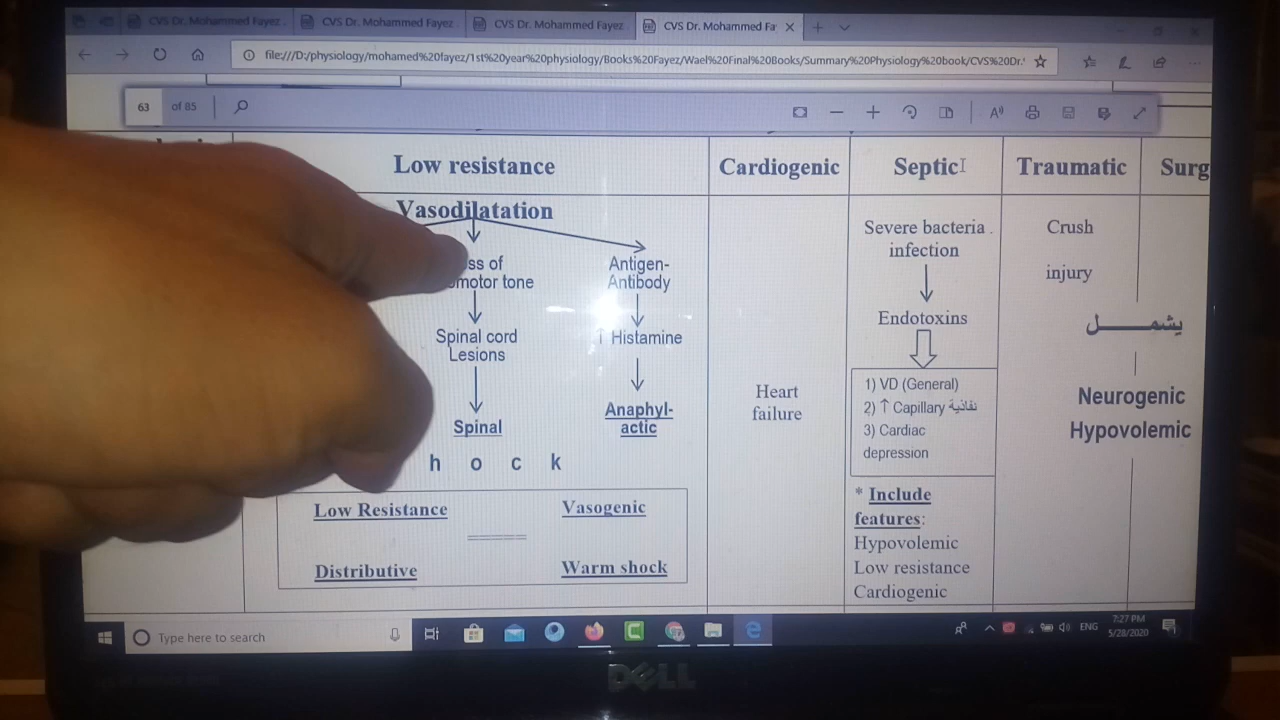 CVS Dr. Mohammed Fayez
CVS Dr. Mohammed Fayez
CVS Dr. Mohammed Fayez
CVS Dr. Mohammed Fa
file:///D:/physiology/mohamed%20fayez/1st%20year%20physiology/Books%20Fayez/Wael%20Final%20Books/Summary%20Physiology%20book/CVS%20Dr.
63 of 85
Low resistance
Cardiogenic
Septic
Traumatic
Surg
Vasodilatation
ss of
motor tone
Spinal cord
Lesions
Spinal
Antigen-
Antibody
↑ Histamine
Anaphyl-
actic
h o c k
Low Resistance
Vasogenic
Distributive
Warm shock
Heart
failure
Severe bacteria
infection
Endotoxins
1) VD (General)
2) ↑ Capillary نفاذية
3) Cardiac
depression
* Include
features:
Hypovolemic
Low resistance
Cardiogenic
Crush
injury
يشمـــــــل
Neurogenic
Hypovolemic
Type here to search
ENG
7:27 PM
5/28/2020
DELL